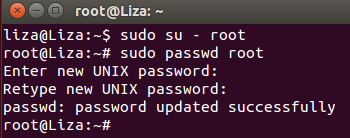 root@Liza: ~
liza@Liza:~$ sudo su - root
root@Liza:~# sudo passwd root
Enter new UNIX password:
Retype new UNIX password:
passwd: password updated successfully
root@Liza:~#